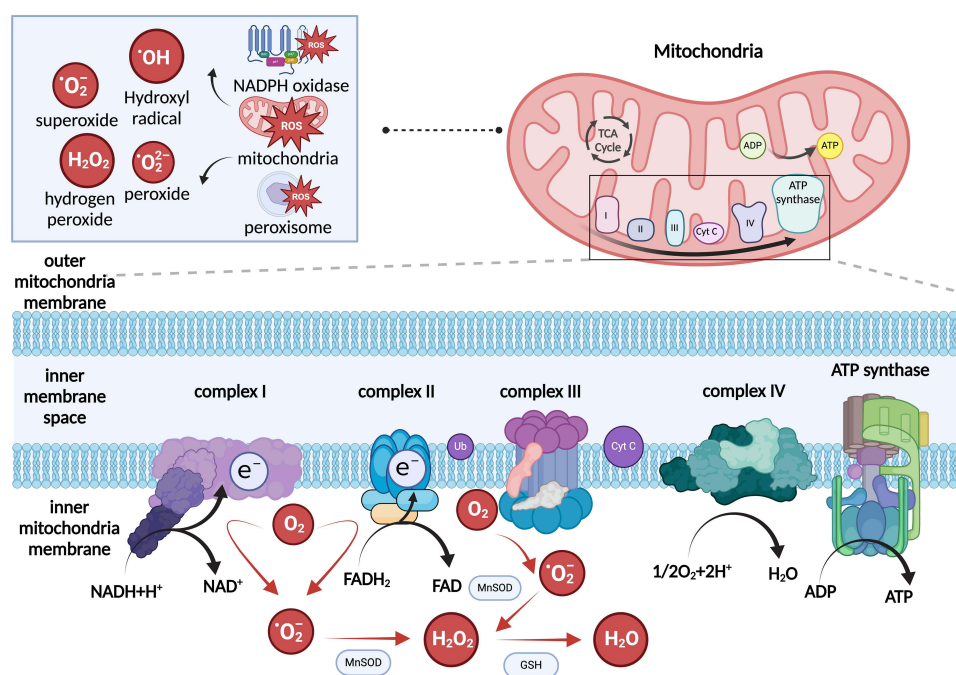 •OH
ROS
NADPH oxidase
•O₂⁻
superoxide
Hydroxyl
radical
ROS
mitochondria
H₂O₂
hydrogen
peroxide
•O₂²⁻
peroxide
ROS
peroxisome
Mitochondria
TCA
Cycle
ADP
ATP
I
II
III
Cyt C
IV
ATP
synthase
outer
mitochondria
membrane
inner
membrane
space
complex I
complex II
complex III
complex IV
ATP synthase
e⁻
e⁻
Ub
Cyt C
inner
mitochondria
membrane
O₂
O₂
NADH+H⁺
NAD⁺
FADH₂
FAD
MnSOD
•O₂⁻
1/2O₂+2H⁺
H₂O
ADP
ATP
•O₂⁻
MnSOD
H₂O₂
GSH
H₂O